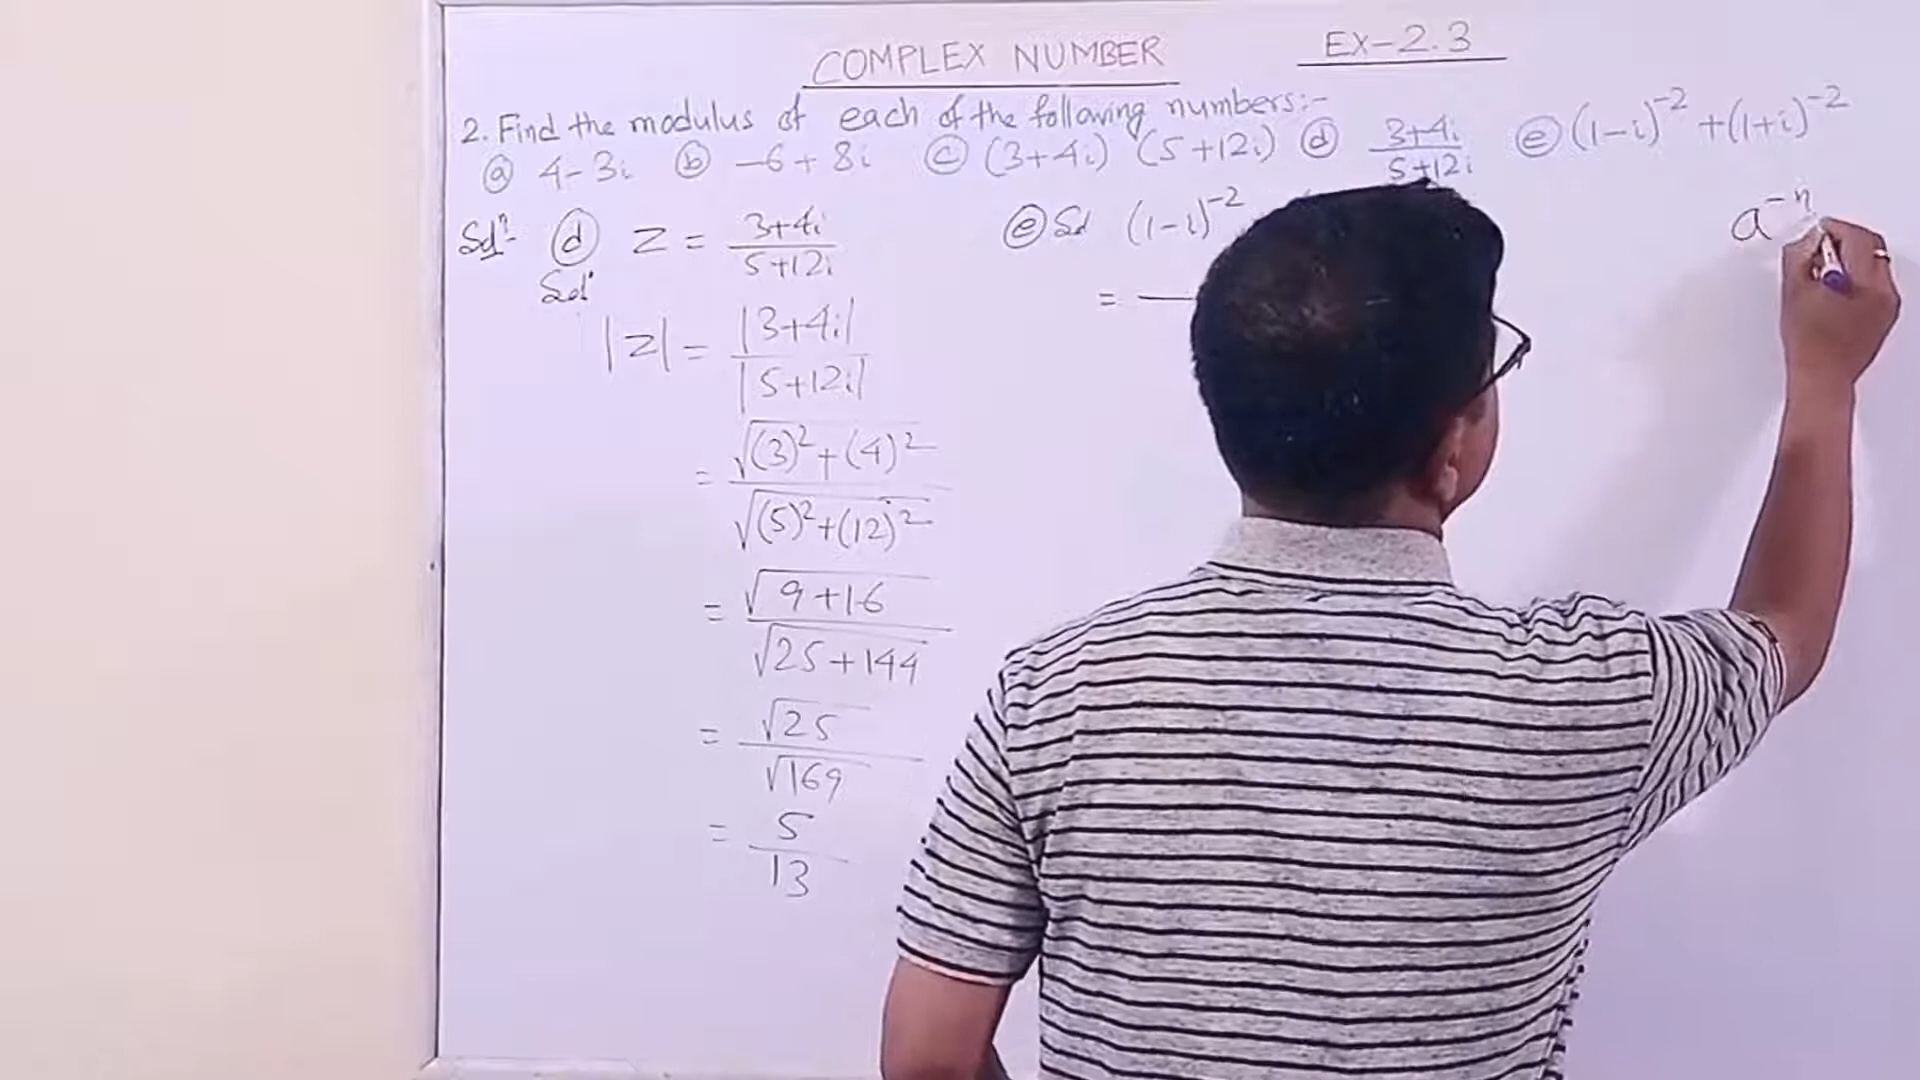 COMPLEX NUMBER EX-2.3
2. Find the modulus of each of the following numbers:-
ⓐ 4-3i ⓑ -6+8i ⓒ (3+4i) (5+12i) ⓓ 3+4i/5+12i ⓔ (1-i)⁻² +(1+i)⁻²
Solⁿ- ⓓ Z = 3+4i/5+12i
Sol
|Z| = |3+4i|/|5+12i|
= √(3)²+(4)²/√(5)²+(12)²
= √9+16/√25+144
= √25/√169
= 5/13
ⓔ Sol (1-i)⁻²
=
a⁻ⁿ